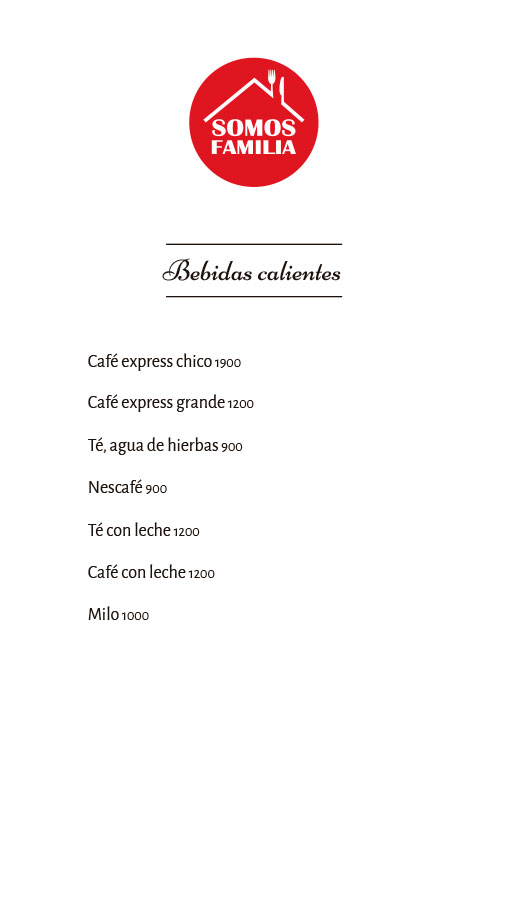 SOMOS
FAMILIA
Bebidas calientes
Café express chico 1900
Café express grande 1200
Té, agua de hierbas 900
Nescafé 900
Té con leche 1200
Café con leche 1200
Milo 1000